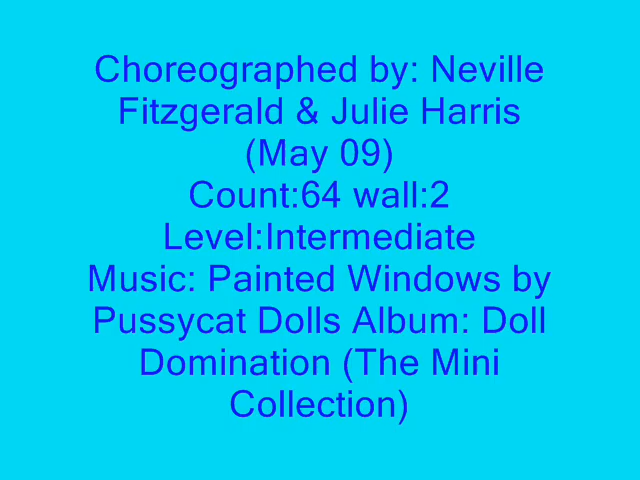 Choreographed by: Neville
Fitzgerald & Julie Harris
(May 09)
Count:64 wall:2
Level:Intermediate
Music: Painted Windows by
Pussycat Dolls Album: Doll
Domination (The Mini
Collection)